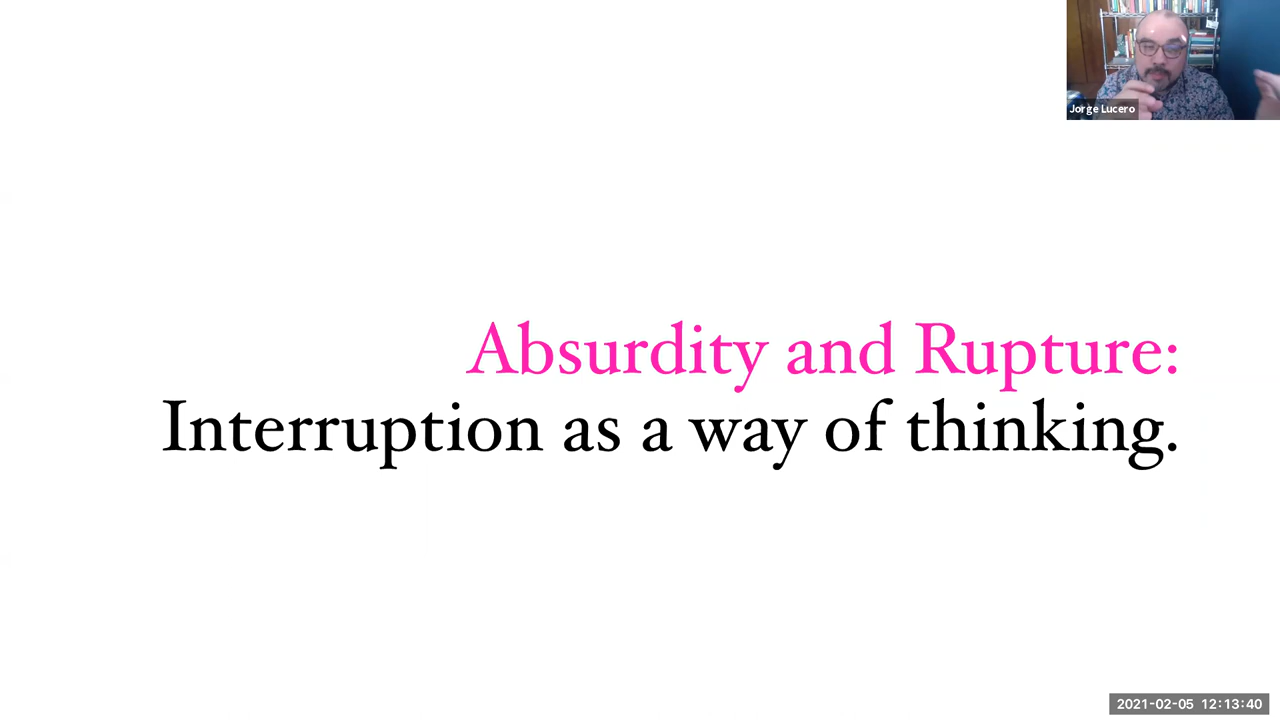 Jorge Lucero
Absurdity and Rupture:
Interruption as a way of thinking.
2021-02-05 12:13:40